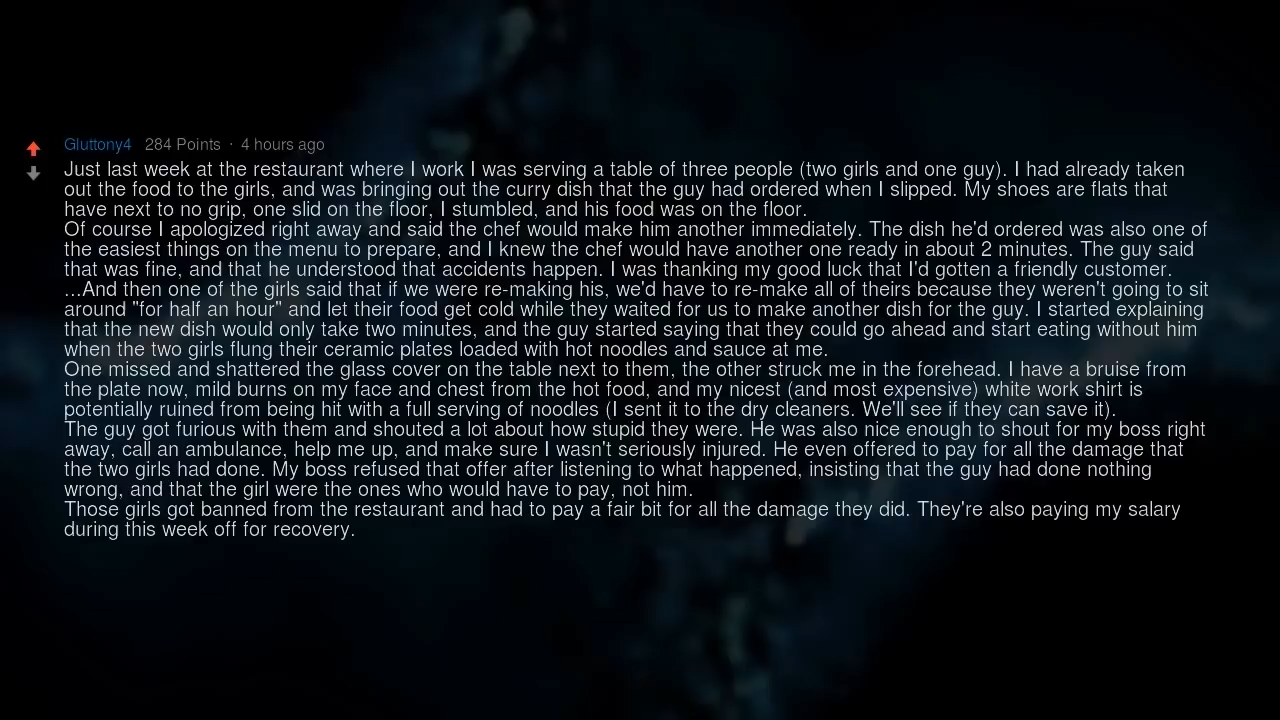 Gluttony4 284 Points · 4 hours ago
Just last week at the restaurant where I work I was serving a table of three people (two girls and one guy). I had already taken
out the food to the girls, and was bringing out the curry dish that the guy had ordered when I slipped. My shoes are flats that
have next to no grip, one slid on the floor, I stumbled, and his food was on the floor.
Of course I apologized right away and said the chef would make him another immediately. The dish he'd ordered was also one of
the easiest things on the menu to prepare, and I knew the chef would have another one ready in about 2 minutes. The guy said
that was fine, and that he understood that accidents happen. I was thanking my good luck that I'd gotten a friendly customer.
...And then one of the girls said that if we were re-making his, we'd have to re-make all of theirs because they weren't going to sit
around "for half an hour" and let their food get cold while they waited for us to make another dish for the guy. I started explaining
that the new dish would only take two minutes, and the guy started saying that they could go ahead and start eating without him
when the two girls flung their ceramic plates loaded with hot noodles and sauce at me.
One missed and shattered the glass cover on the table next to them, the other struck me in the forehead. I have a bruise from
the plate now, mild burns on my face and chest from the hot food, and my nicest (and most expensive) white work shirt is
potentially ruined from being hit with a full serving of noodles (I sent it to the dry cleaners. We'll see if they can save it).
The guy got furious with them and shouted a lot about how stupid they were. He was also nice enough to shout for my boss right
away, call an ambulance, help me up, and make sure I wasn't seriously injured. He even offered to pay for all the damage that
the two girls had done. My boss refused that offer after listening to what happened, insisting that the guy had done nothing
wrong, and that the girl were the ones who would have to pay, not him.
Those girls got banned from the restaurant and had to pay a fair bit for all the damage they did. They're also paying my salary
during this week off for recovery.